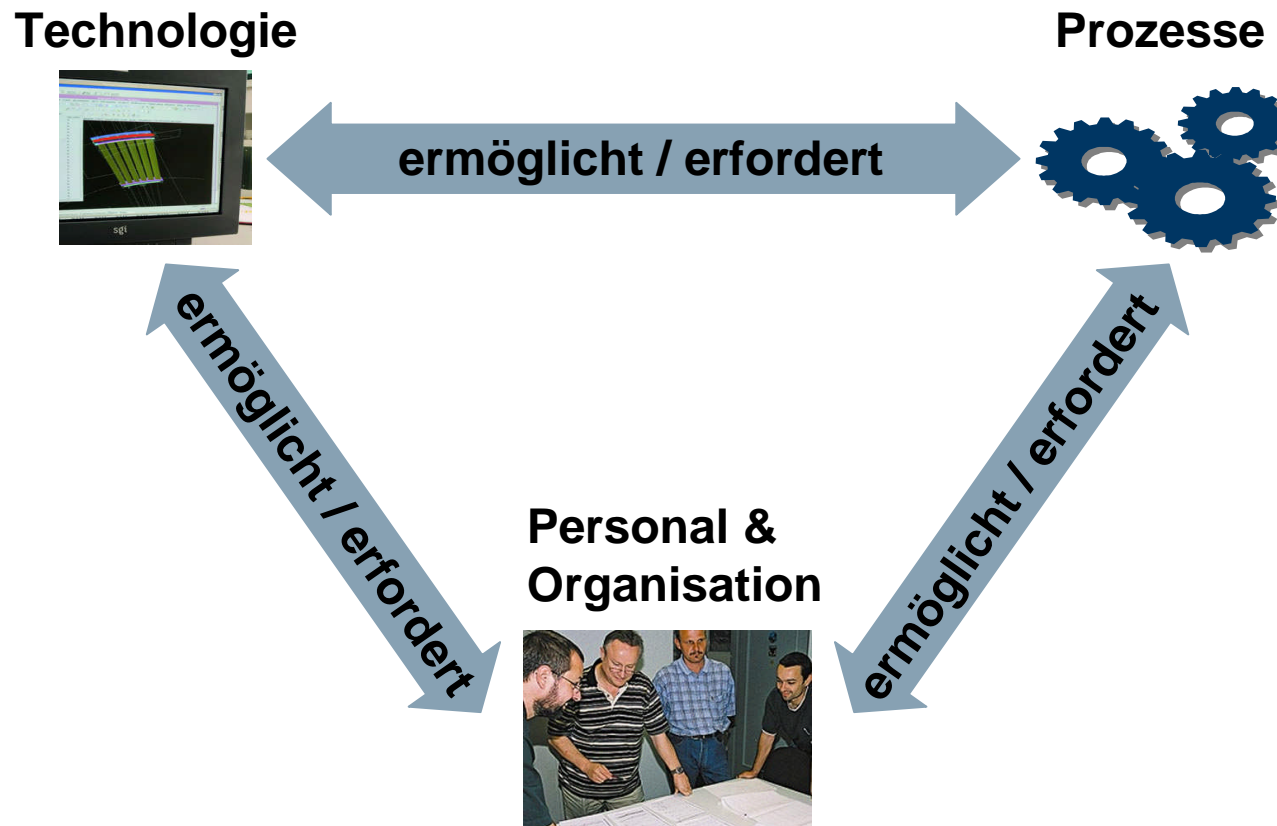 Technologie
Prozesse
ermöglicht / erfordert
sgi
ermöglicht / erfordert
ermöglicht / erfordert
Personal &
Organisation